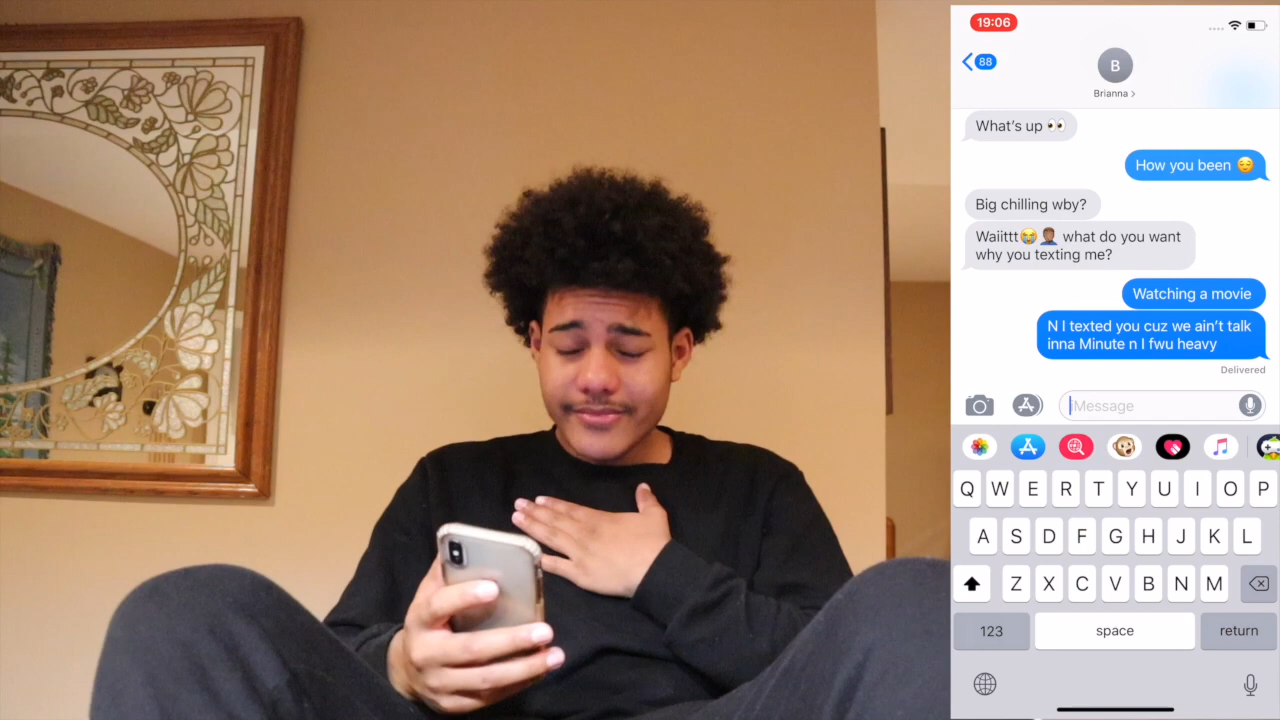 19:06
88
B
Brianna >
What's up 👀
How you been 😌
Big chilling wby?
Waiittt😭🤦🏽‍♂️ what do you want
why you texting me?
Watching a movie
N I texted you cuz we ain't talk
inna Minute n I fwu heavy
Delivered
iMessage
Q W E R T Y U I O P
A S D F G H J K L
Z X C V B N M
123 space return